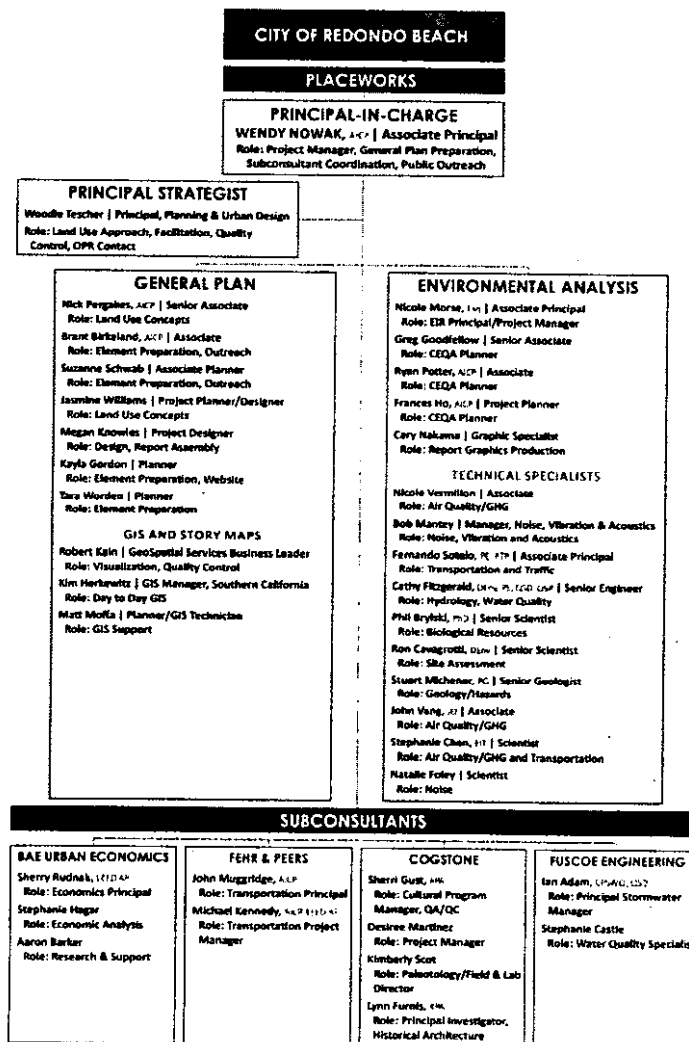 CITY OF REDONDO BEACH
PLACEWORKS
PRINCIPAL-IN-CHARGE
WENDY NOWAK, AICP | Associate Principal
Role: Project Manager, General Plan Preparation,
Subconsultant Coordination, Public Outreach
PRINCIPAL STRATEGIST
Woodie Tescher | Principal, Planning & Urban Design
Role: Land Use Approach, Facilitation, Quality
Control, OPR Contact
GENERAL PLAN
Nick Pergakes, AICP | Senior Associate
Role: Land Use Concepts
Brant Birkeland, AICP | Associate
Role: Element Preparation, Outreach
Suzanne Schwab | Associate Planner
Role: Element Preparation, Outreach
Jasmine Williams | Project Planner/Designer
Role: Land Use Concepts
Megan Knowles | Project Designer
Role: Design, Report Assembly
Kayla Gordon | Planner
Role: Element Preparation, Website
Tara Worden | Planner
Role: Element Preparation
GIS AND STORY MAPS
Robert Kain | GeoSpatial Services Business Leader
Role: Visualization, Quality Control
Kim Herkewitz | GIS Manager, Southern California
Role: Day to Day GIS
Matt Moffa | Planner/GIS Technician
Role: GIS Support
ENVIRONMENTAL ANALYSIS
Nicole Morse, | Associate Principal
Role: EIR Principal/Project Manager
Greg Goodfellow | Senior Associate
Role: CEQA Planner
Ryan Potter, AICP | Associate
Role: CEQA Planner
Frances Ho, AICP | Project Planner
Role: CEQA Planner
Cary Nakama | Graphic Specialist
Role: Report Graphics Production
TECHNICAL SPECIALISTS
Nicole Vermilion | Associate
Role: Air Quality/GHG
Bob Mantey | Manager, Noise, Vibration & Acoustics
Role: Noise, Vibration and Acoustics
Fernando Sotelo, PE, PTP | Associate Principal
Role: Transportation and Traffic
Cathy Fitzgerald, | Senior Engineer
Role: Hydrology, Water Quality
Phil Brylski, PhD | Senior Scientist
Role: Biological Resources
Ron Cavagrotti, DEnv | Senior Scientist
Role: Site Assessment
Stuart Michener, PG | Senior Geologist
Role: Geology/Hazards
John Vang, | Associate
Role: Air Quality/GHG
Stephanie Chen, EIT | Scientist
Role: Air Quality/GHG and Transportation
Natalie Foley | Scientist
Role: Noise
SUBCONSULTANTS
BAE URBAN ECONOMICS
Sherry Rudnak, LEED AP
Role: Economics Principal
Stephanie Hagar
Role: Economic Analysis
Aaron Barker
Role: Research & Support
FEHR & PEERS
John Muggridge, AICP
Role: Transportation Principal
Michael Kennedy, AICP LEED AP
Role: Transportation Project
Manager
COGSTONE
Sherri Gust, RPA
Role: Cultural Program
Manager, QA/QC
Desiree Martinez
Role: Project Manager
Kimberly Scot
Role: Paleotology/Field & Lab
Director
Lynn Furnis, RPA
Role: Principal Investigator,
Historical Architecture
FUSCOE ENGINEERING
Ian Adam,
Role: Principal Stormwater
Manager
Stephanie Castle
Role: Water Quality Specialis